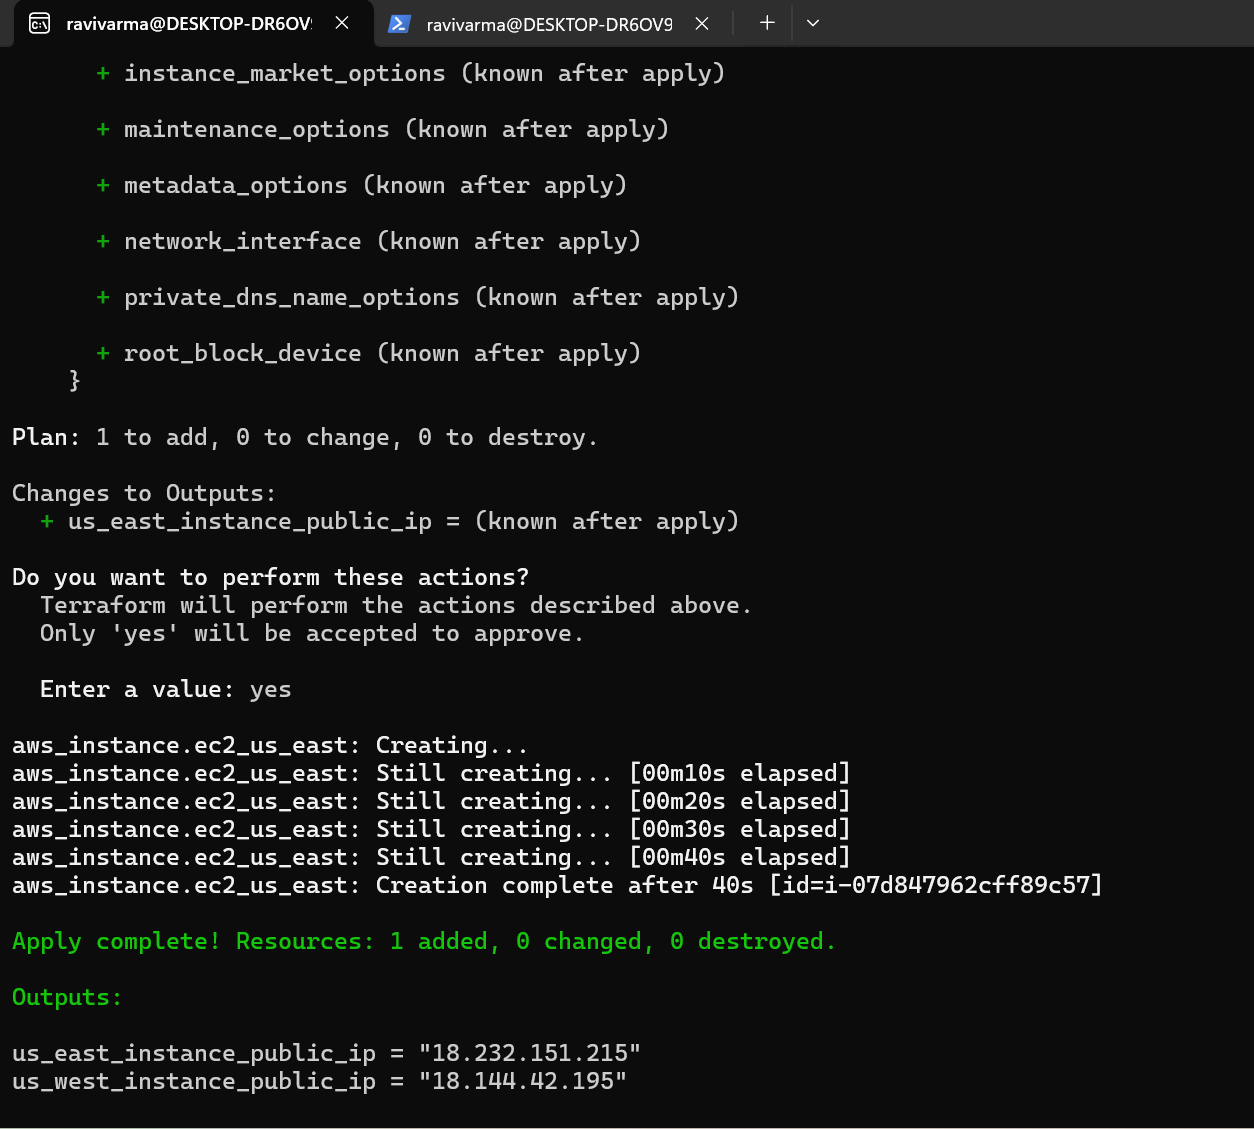 ravivarma@DESKTOP-DR6OV9
ravivarma@DESKTOP-DR6OV9
+ instance_market_options (known after apply)
+ maintenance_options (known after apply)
+ metadata_options (known after apply)
+ network_interface (known after apply)
+ private_dns_name_options (known after apply)
+ root_block_device (known after apply)
}
Plan: 1 to add, 0 to change, 0 to destroy.
Changes to Outputs:
+ us_east_instance_public_ip = (known after apply)
Do you want to perform these actions?
Terraform will perform the actions described above.
Only 'yes' will be accepted to approve.
Enter a value: yes
aws_instance.ec2_us_east: Creating...
aws_instance.ec2_us_east: Still creating... [00m10s elapsed]
aws_instance.ec2_us_east: Still creating... [00m20s elapsed]
aws_instance.ec2_us_east: Still creating... [00m30s elapsed]
aws_instance.ec2_us_east: Still creating... [00m40s elapsed]
aws_instance.ec2_us_east: Creation complete after 40s [id=i-07d847962cff89c57]
Apply complete! Resources: 1 added, 0 changed, 0 destroyed.
Outputs:
us_east_instance_public_ip = "18.232.151.215"
us_west_instance_public_ip = "18.144.42.195"